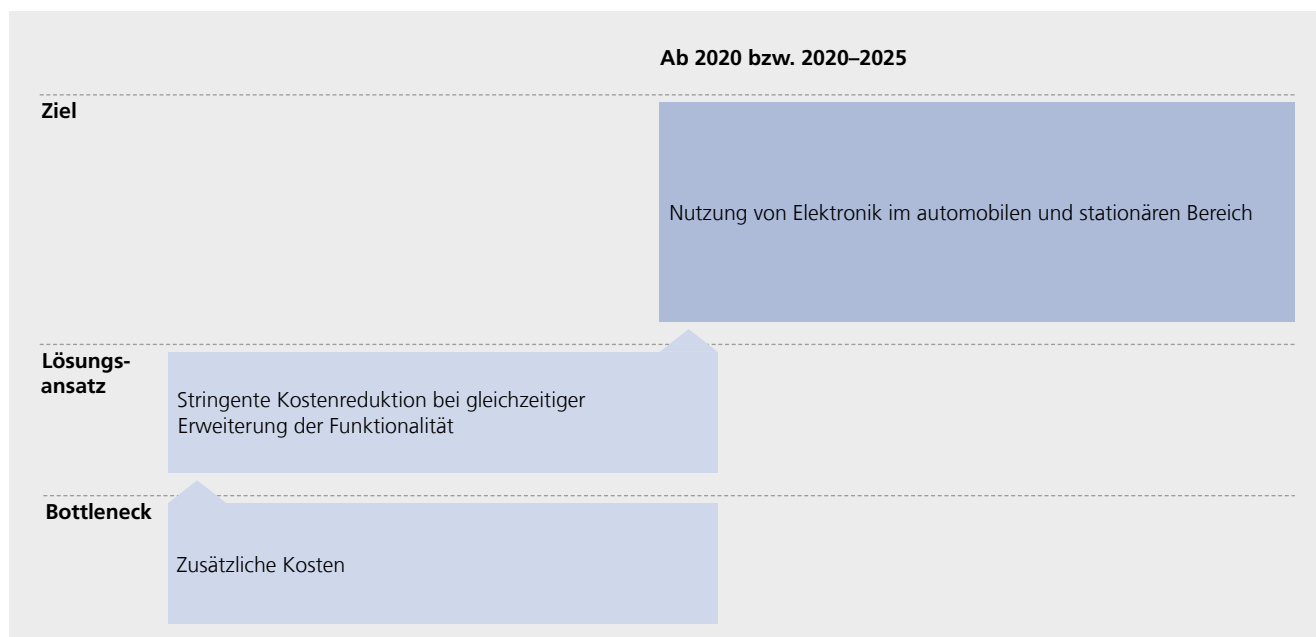 Ab 2020 bzw. 2020–2025
Ziel
Nutzung von Elektronik im automobilen und stationären Bereich
Lösungs-
ansatz
Stringente Kostenreduktion bei gleichzeitiger
Erweiterung der Funktionalität
Bottleneck
Zusätzliche Kosten